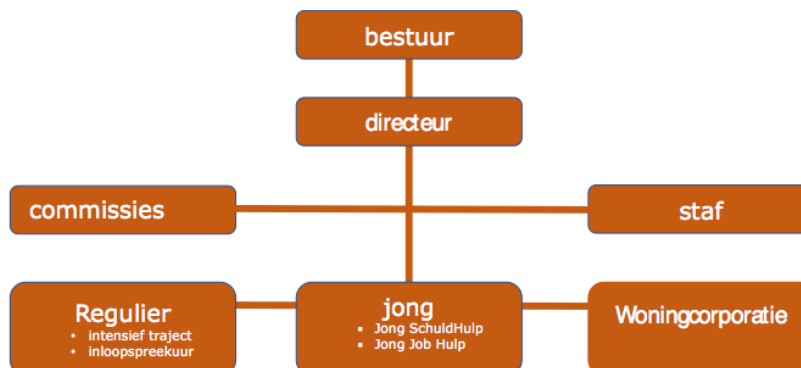 bestuur
directeur
commissies
staf
Regulier
• intensief traject
• inloopspreekuur
jong
▪ Jong SchuldHulp
▪ Jong Job Hulp
Woningcorporatie